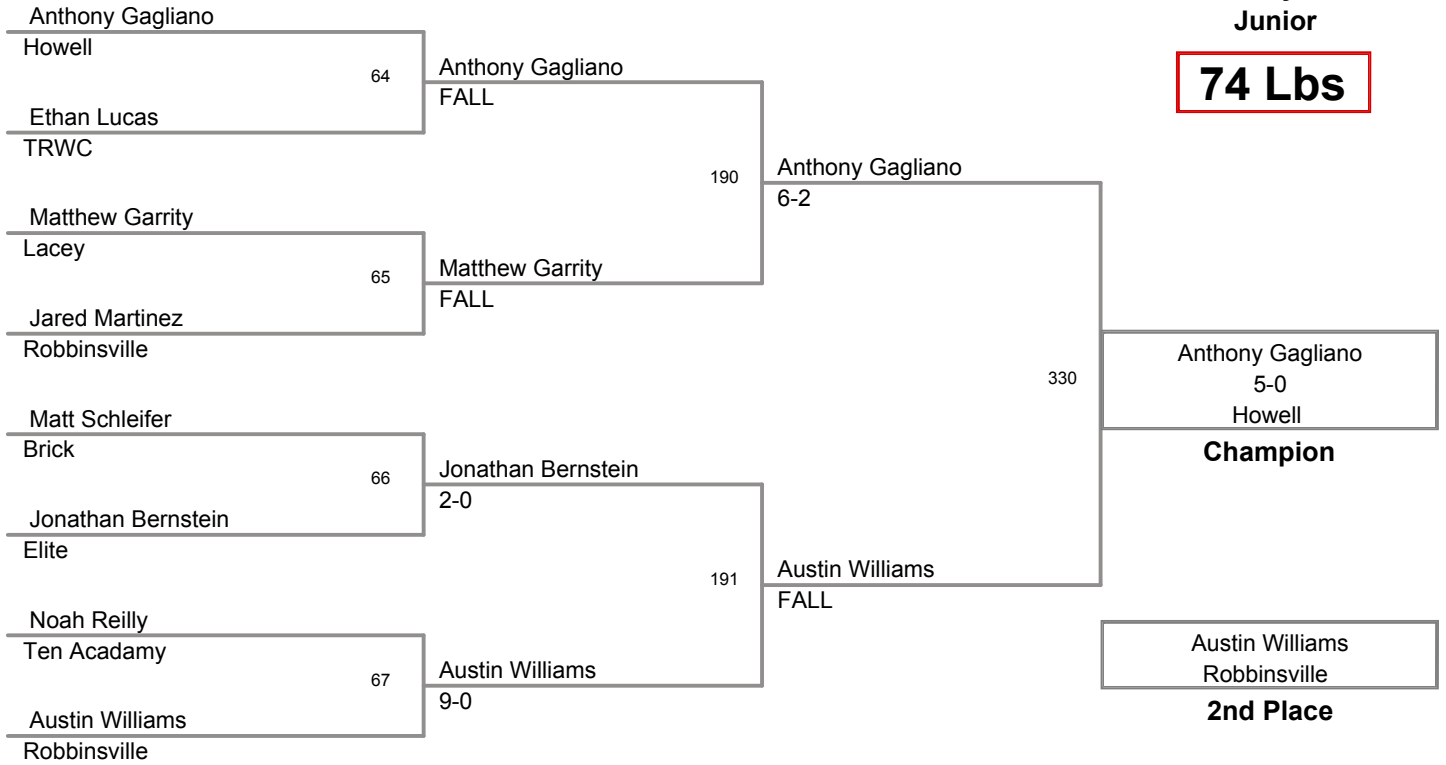 Junior
74 Lbs
Anthony Gagliano
Howell
64
Ethan Lucas
TRWC
Anthony Gagliano
FALL
Matthew Garrity
Lacey
65
Jared Martinez
Robbinsville
Matthew Garrity
FALL
190
Anthony Gagliano
6-2
Matt Schleifer
Brick
66
Jonathan Bernstein
Elite
Jonathan Bernstein
2-0
Noah Reilly
Ten Acadamy
67
Austin Williams
Robbinsville
Austin Williams
9-0
191
Austin Williams
FALL
330
Anthony Gagliano
5-0
Howell
Champion
Austin Williams
Robbinsville
2nd Place